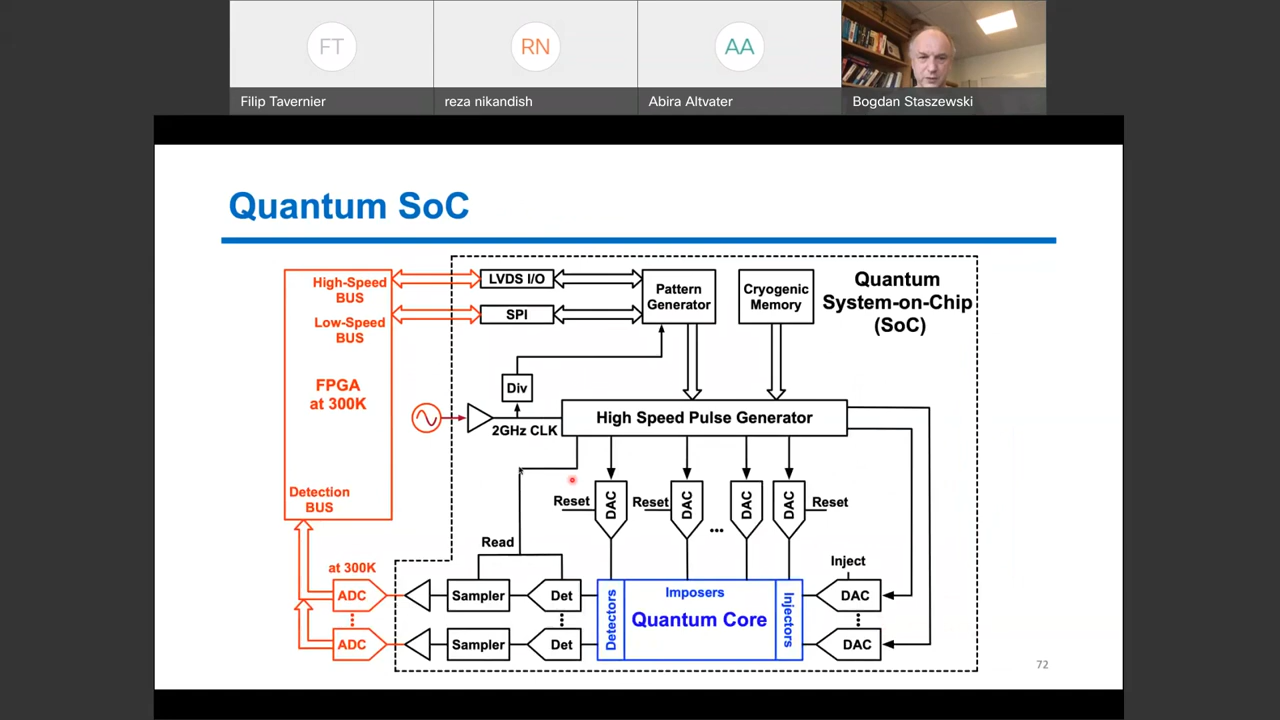 FT
RN
AA
Filip Tavernier
reza nikandish
Abira Altvater
Bogdan Staszewski
Quantum SoC
High-Speed
BUS
Low-Speed
BUS
FPGA
at 300K
Detection
BUS
LVDS I/O
SPI
Pattern
Generator
Cryogenic
Memory
Quantum
System-on-Chip
(SoC)
Div
2GHz CLK
High Speed Pulse Generator
Reset
DAC
Reset
DAC
...
DAC
DAC
Reset
Read
at 300K
ADC
Sampler
Det
Detectors
Imposers
Quantum Core
Injectors
Inject
DAC
ADC
Sampler
Det
DAC
72